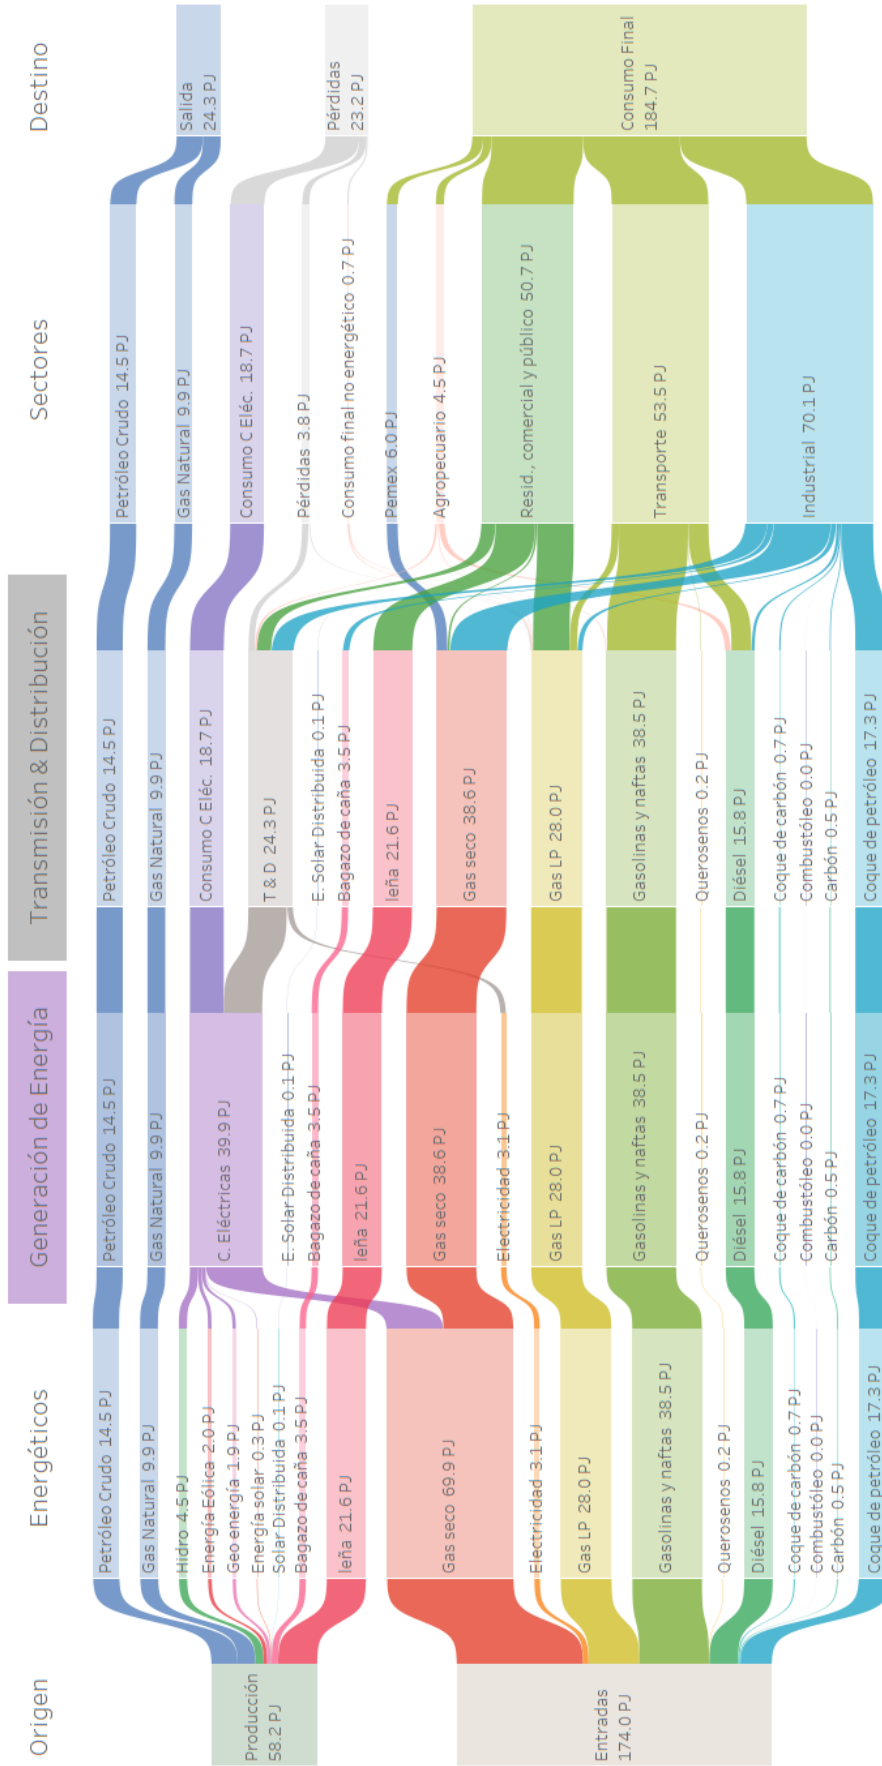 Origen
Energéticos
Generación de Energía
Transmisión & Distribución
Sectores
Destino
Producción
58.2 PJ
Entradas
174.0 PJ
Petróleo Crudo 14.5 PJ
Gas Natural 9.9 PJ
Hidro 4.5 PJ
Energía Eólica 2.0 PJ
Geo energía 1.9 PJ
Energía solar 0.3 PJ
Solar Distribuida 0.1 PJ
Bagazo de caña 3.5 PJ
leña 21.6 PJ
Gas seco 69.9 PJ
Electricidad 3.1 PJ
Gas LP 28.0 PJ
Gasolinas y naftas 38.5 PJ
Querosenos 0.2 PJ
Diésel 15.8 PJ
Coque de carbón 0.7 PJ
Combustóleo 0.0 PJ
Carbón 0.5 PJ
Coque de petróleo 17.3 PJ
Petróleo Crudo 14.5 PJ
Gas Natural 9.9 PJ
C. Eléctricas 39.9 PJ
E. Solar Distribuida 0.1 PJ
Bagazo de caña 3.5 PJ
leña 21.6 PJ
Gas seco 38.6 PJ
Electricidad 3.1 PJ
Gas LP 28.0 PJ
Gasolinas y naftas 38.5 PJ
Querosenos 0.2 PJ
Diésel 15.8 PJ
Coque de carbón 0.7 PJ
Combustóleo 0.0 PJ
Carbón 0.5 PJ
Coque de petróleo 17.3 PJ
Petróleo Crudo 14.5 PJ
Gas Natural 9.9 PJ
Consumo C Eléc. 18.7 PJ
T & D 24.3 PJ
E. Solar Distribuida 0.1 PJ
Bagazo de caña 3.5 PJ
leña 21.6 PJ
Gas seco 38.6 PJ
Gas LP 28.0 PJ
Gasolinas y naftas 38.5 PJ
Querosenos 0.2 PJ
Diésel 15.8 PJ
Coque de carbón 0.7 PJ
Combustóleo 0.0 PJ
Carbón 0.5 PJ
Coque de petróleo 17.3 PJ
Petróleo Crudo 14.5 PJ
Gas Natural 9.9 PJ
Consumo C Eléc. 18.7 PJ
Pérdidas 3.8 PJ
Consumo final no energético 0.7 PJ
Pemex 6.0 PJ
Agropecuario 4.5 PJ
Resid., comercial y público 50.7 PJ
Transporte 53.5 PJ
Industrial 70.1 PJ
Salida
24.3 PJ
Pérdidas
23.2 PJ
Consumo Final
184.7 PJ